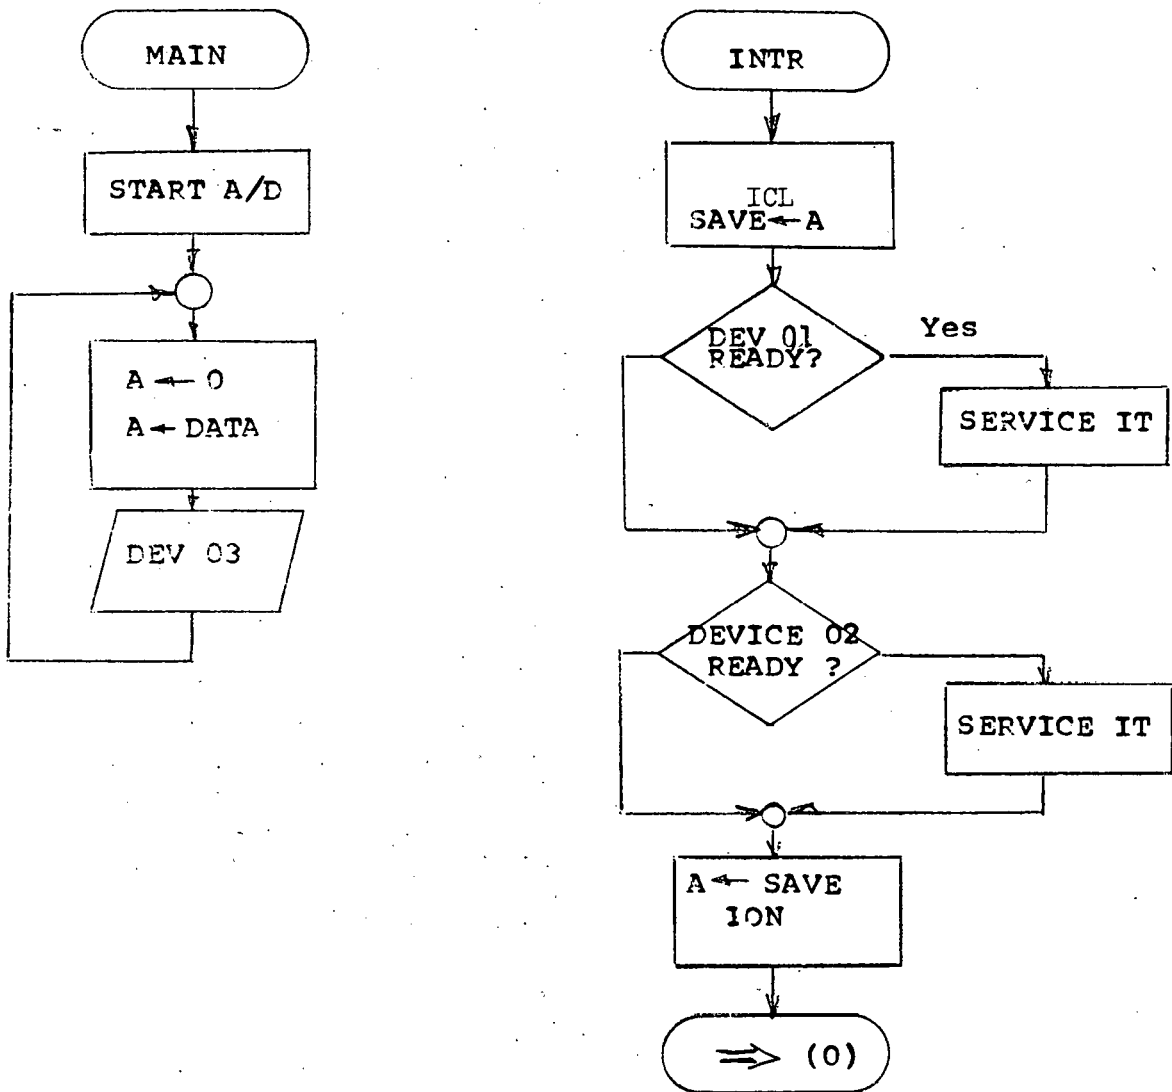 MAIN
START A/D
A ← 0
A ← DATA
DEV 03
INTR
ICL
SAVE ← A
DEV 01
READY?
Yes
SERVICE IT
DEVICE 02
READY ?
SERVICE IT
A ← SAVE
ION
⇒ (0)